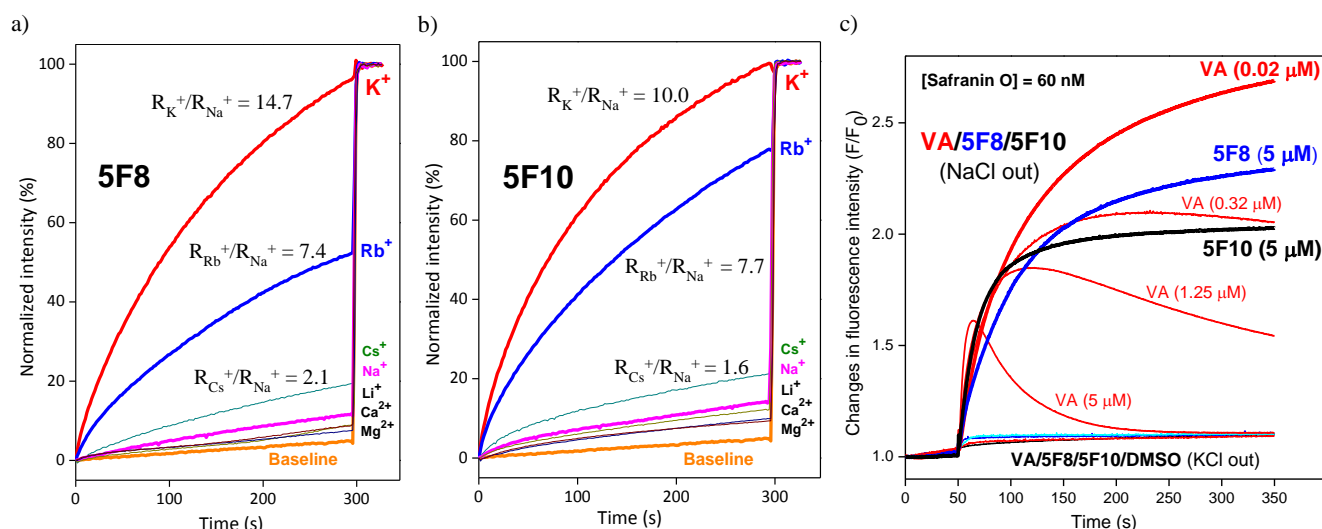 a)
100
80
60
40
20
0
Normalized intensity (%)
5F8
R_K⁺/R_Na⁺ = 14.7
R_Rb⁺/R_Na⁺ = 7.4
R_Cs⁺/R_Na⁺ = 2.1
K⁺
Rb⁺
Cs⁺
Na⁺
Li⁺
Ca²⁺
Mg²⁺
Baseline
0 100 200 300
Time (s)
b)
100
80
60
40
20
0
Normalized intensity (%)
R_K⁺/R_Na⁺ = 10.0
5F10
R_Rb⁺/R_Na⁺ = 7.7
R_Cs⁺/R_Na⁺ = 1.6
K⁺
Rb⁺
Cs⁺
Na⁺
Li⁺
Ca²⁺
Mg²⁺
Baseline
0 100 200 300
Time (s)
c)
2.5
2.0
1.5
1.0
Changes in fluorescence intensity (F/F₀)
[Safranin O] = 60 nM
VA (0.02 µM)
VA/5F8/5F10
(NaCl out)
5F8 (5 µM)
VA (0.32 µM)
5F10 (5 µM)
VA (1.25 µM)
VA (5 µM)
VA/5F8/5F10/DMSO (KCl out)
0 50 100 150 200 250 300 350
Time (s)